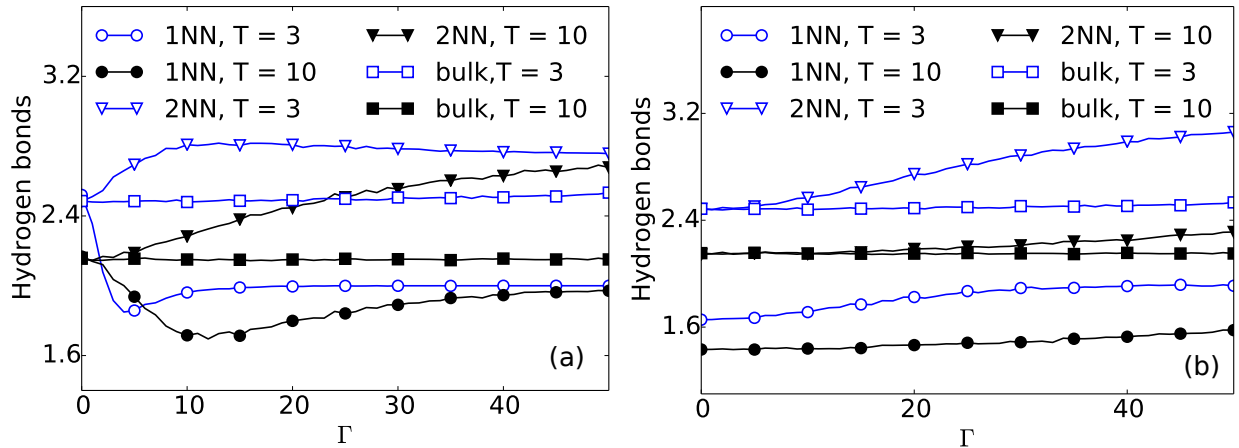 1NN, T = 3
1NN, T = 10
2NN, T = 3
2NN, T = 10
bulk,T = 3
bulk, T = 10
3.2
2.4
1.6
Hydrogen bonds
0
10
20
30
40
Γ
(a)
1NN, T = 3
1NN, T = 10
2NN, T = 3
2NN, T = 10
bulk, T = 3
bulk, T = 10
3.2
2.4
1.6
Hydrogen bonds
0
20
40
Γ
(b)